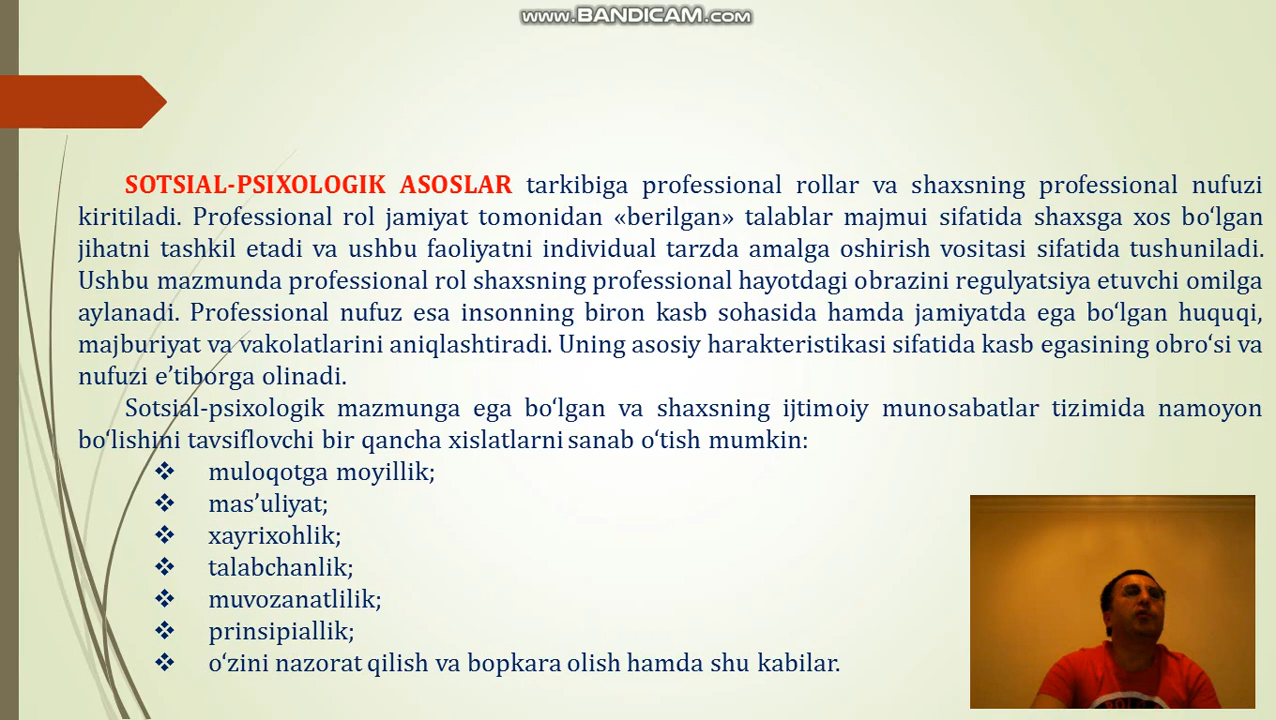 www.BANDICAM.com
SOTSIAL-PSIXOLOGIK ASOSLAR tarkibiga professional rollar va shaxsning professional nufuzi
kiritiladi. Professional rol jamiyat tomonidan «berilgan» talablar majmui sifatida shaxsga xos bo‘lgan
jihatni tashkil etadi va ushbu faoliyatni individual tarzda amalga oshirish vositasi sifatida tushuniladi.
Ushbu mazmunda professional rol shaxsning professional hayotdagi obrazini regulyatsiya etuvchi omilga
aylanadi. Professional nufuz esa insonning biron kasb sohasida hamda jamiyatda ega bo‘lgan huquqi,
majburiyat va vakolatlarini aniqlashtiradi. Uning asosiy harakteristikasi sifatida kasb egasining obro‘si va
nufuzi e’tiborga olinadi.
Sotsial-psixologik mazmunga ega bo‘lgan va shaxsning ijtimoiy munosabatlar tizimida namoyon
bo‘lishini tavsiflovchi bir qancha xislatlarni sanab o‘tish mumkin:
❖ muloqotga moyillik;
❖ mas’uliyat;
❖ xayrixohlik;
❖ talabchanlik;
❖ muvozanatlilik;
❖ prinsipiallik;
❖ o‘zini nazorat qilish va bopkara olish hamda shu kabilar.